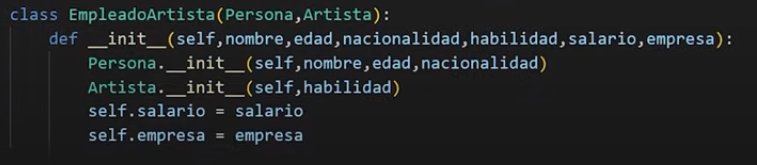 class EmpleadoArtista(Persona,Artista):
    def __init__(self,nombre,edad,nacionalidad,habilidad,salario,empresa):
        Persona.__init__(self,nombre,edad,nacionalidad)
        Artista.__init__(self,habilidad)
        self.salario = salario
        self.empresa = empresa